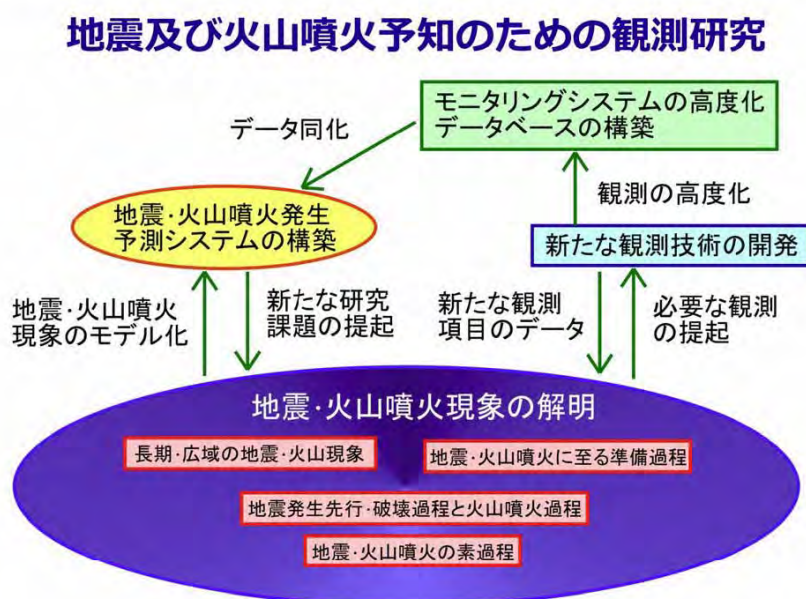 地震及び火山噴火予知のための観測研究
モニタリングシステムの高度化
データベースの構築
データ同化
観測の高度化
地震・火山噴火発生
予測システムの構築
新たな観測技術の開発
地震・火山噴火
現象のモデル化
新たな研究
課題の提起
新たな観測
項目のデータ
必要な観測
の提起
地震・火山噴火現象の解明
長期・広域の地震・火山現象
地震・火山噴火に至る準備過程
地震発生先行・破壊過程と火山噴火過程
地震・火山噴火の素過程